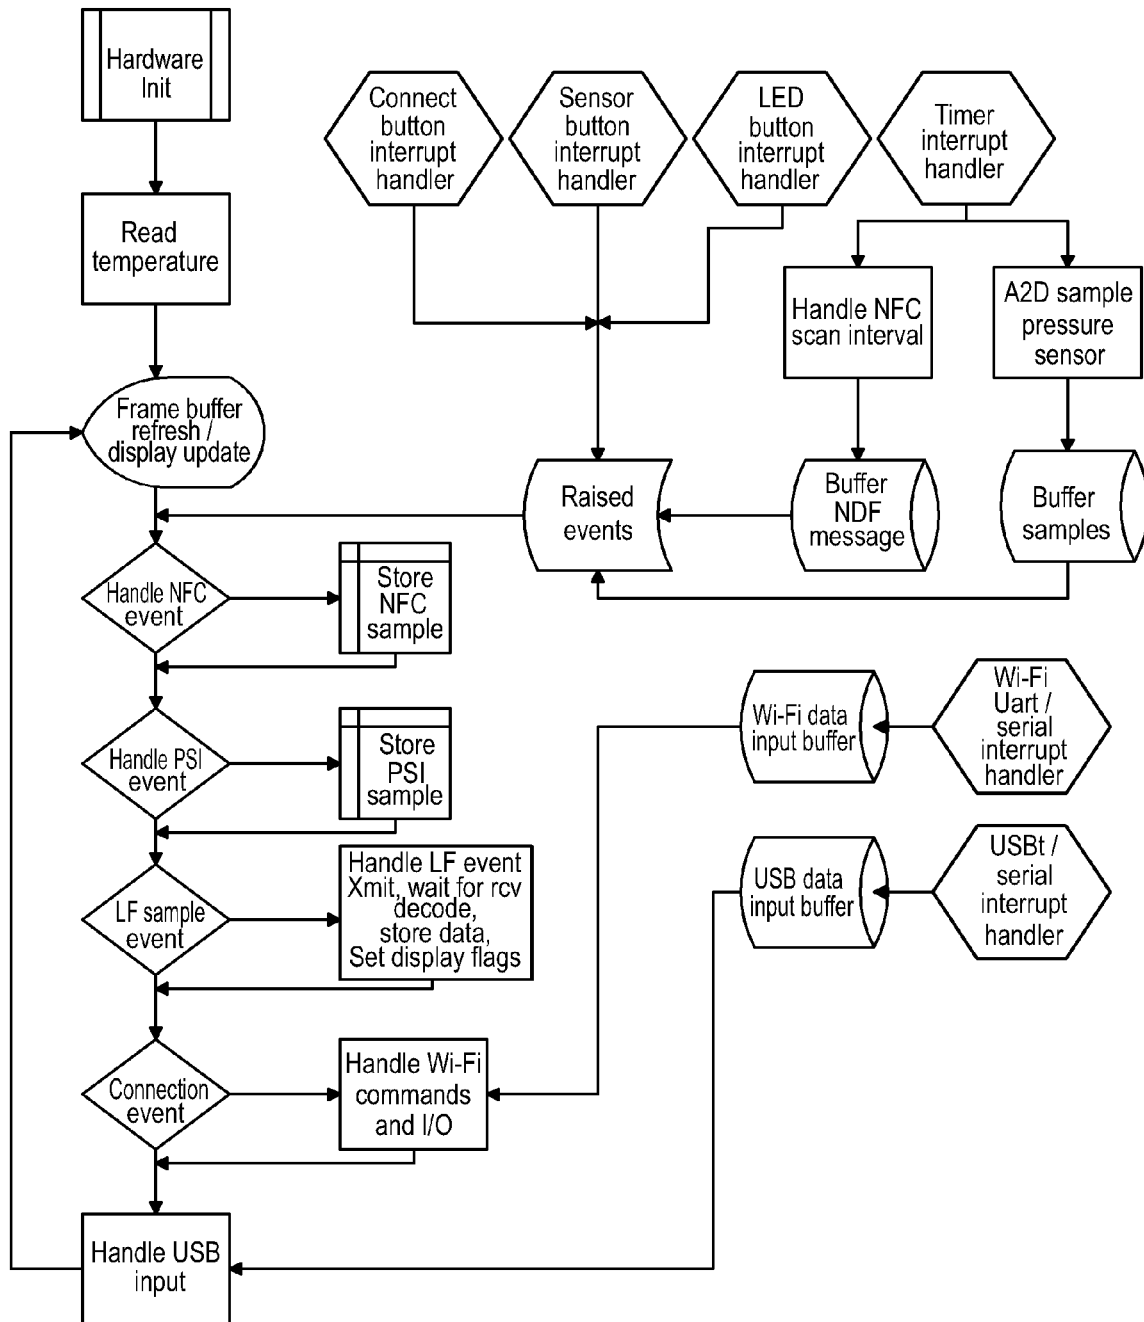 Hardware
Init
Connect
button
interrupt
handler
Sensor
button
interrupt
handler
LED
button
interrupt
handler
Timer
interrupt
handler
Read
temperature
Handle NFC
scan interval
A2D sample
pressure
sensor
Frame buffer
refresh /
display update
Raised
events
Buffer
NDF
message
Buffer
samples
Handle NFC
event
Store
NFC
sample
Handle PSI
event
Store
PSI
sample
Wi-Fi data
input buffer
Wi-Fi
Uart /
serial
interrupt
handler
LF sample
event
Handle LF event
Xmit, wait for rcv
decode,
store data,
Set display flags
USB data
input buffer
USBt /
serial
interrupt
handler
Connection
event
Handle Wi-Fi
commands
and I/O
Handle USB
input